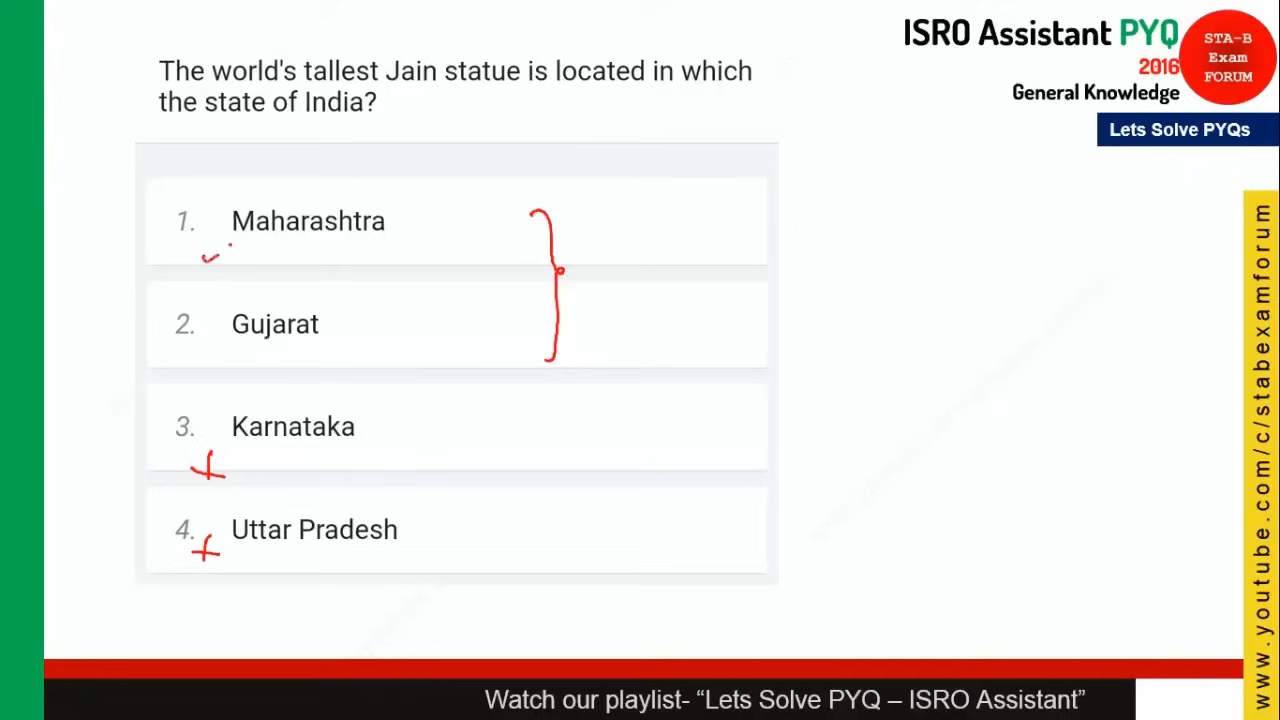 ISRO Assistant PYQ
2016
General Knowledge
STA-B
Exam
FORUM
Lets Solve PYQs
The world's tallest Jain statue is located in which
the state of India?
1. Maharashtra
2. Gujarat
3. Karnataka
4. Uttar Pradesh
www.youtube.com/c/stabexamforum
Watch our playlist- “Lets Solve PYQ – ISRO Assistant”